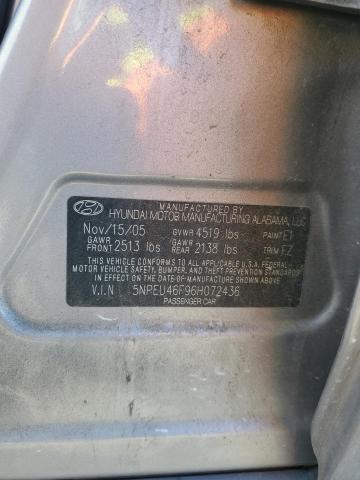 MANUFACTURED BY
HYUNDAI MOTOR MANUFACTURING ALABAMA, LLC
Nov/15/05 GVWR 4519 lbs PAINT E1
GAWR FRONT 2513 lbs GAWR REAR 2138 lbs TRIM FZ
THIS VEHICLE CONFORMS TO ALL APPLICABLE U.S. FEDERAL
MOTOR VEHICLE SAFETY, BUMPER, AND THEFT PREVENTION STANDARDS
IN EFFECT ON THE DATE OF MANUFACTURE SHOWN ABOVE.
V.I.N 5NPEU46F96H072436
PASSENGER CAR